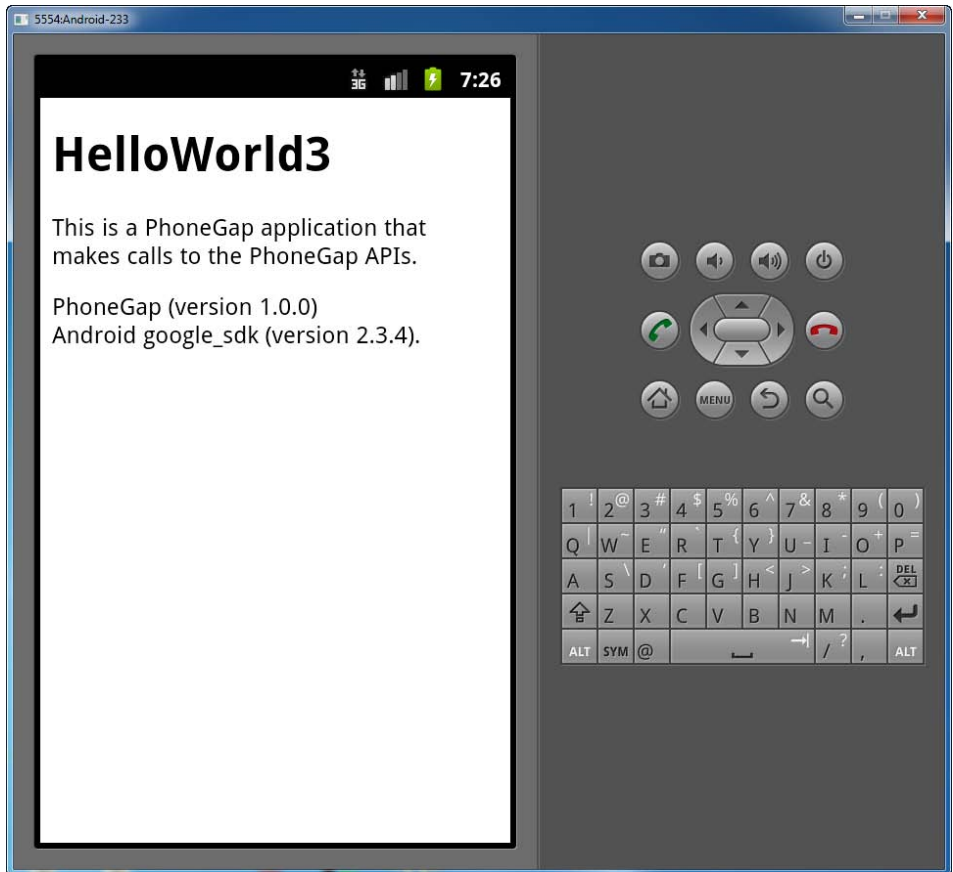 5554:Android-233
3G 7:26
HelloWorld3
This is a PhoneGap application that
makes calls to the PhoneGap APIs.
PhoneGap (version 1.0.0)
Android google_sdk (version 2.3.4).
MENU
1 ! 2 @ 3 # 4 $ 5 % 6 ^ 7 & 8 * 9 ( 0 )
Q | W ~ E " R ` T { Y } U _ I - O + P =
A S \ D ' F [ G ] H < J > K ; L : DEL
Z X C V B N M .
ALT SYM @ / ? , ALT